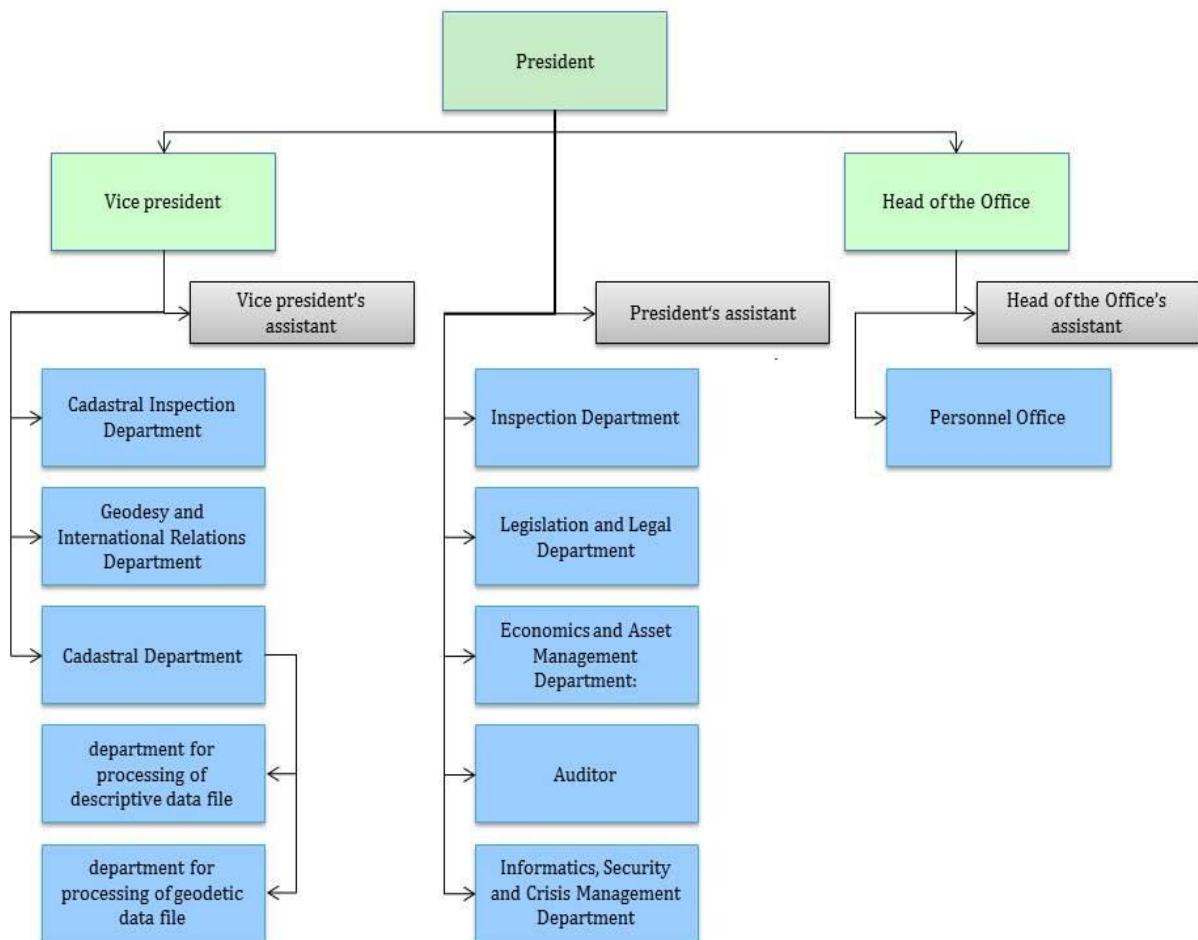 President
Vice president
Head of the Office
Vice president's
assistant
President‘s assistant
Head of the Office's
assistant
Cadastral Inspection
Department
Geodesy and
International Relations
Department
Cadastral Department
department for
processing of
descriptive data file
department for
processing of geodetic
data file
Inspection Department
Legislation and Legal
Department
Economics and Asset
Management
Department:
Auditor
Informatics, Security
and Crisis Management
Department
Personnel Office